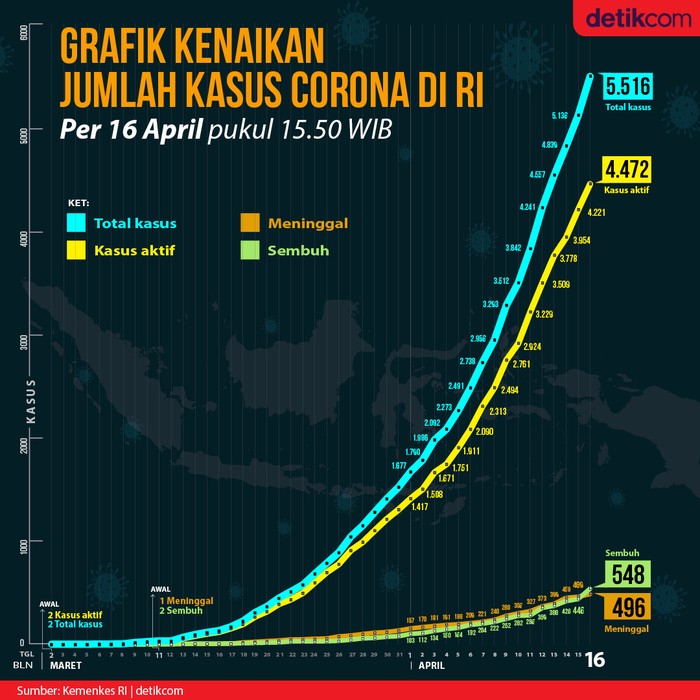 detikcom
GRAFIK KENAIKAN
JUMLAH KASUS CORONA DI RI
Per 16 April pukul 15.50 WIB
KET:
Total kasus
Meninggal
Kasus aktif
Sembuh
KASUS
6000
5000
4000
3000
2000
1000
0
5.516
Total kasus
4.472
Kasus aktif
5.136
4.839
4.557
4.241
3.842
3.512
3.293
2.956
2.738
2.491
2.273
2.092
1.986
1.790
1.677
4.221
3.954
3.778
3.509
3.229
2.924
2.761
2.494
2.313
2.090
1.911
1.751
1.671
1.508
1.417
Sembuh
548
496
Meninggal
AWAL
2 Kasus aktif
2 Total kasus
AWAL
1 Meninggal
2 Sembuh
157 170 181 191 198 209 221 240 280 306 327 373 399 459 469
103 112 134 150 164 192 204 222 252 282 286 359 380 426 446
TGL 2 3 4 5 6 7 8 9 10 11 12 13 14 15 16 17 18 19 20 21 22 23 24 25 26 27 28 29 30 31 1 2 3 4 5 6 7 8 9 10 11 12 13 14 15 16
BLN MARET APRIL
Sumber: Kemenkes RI | detikcom